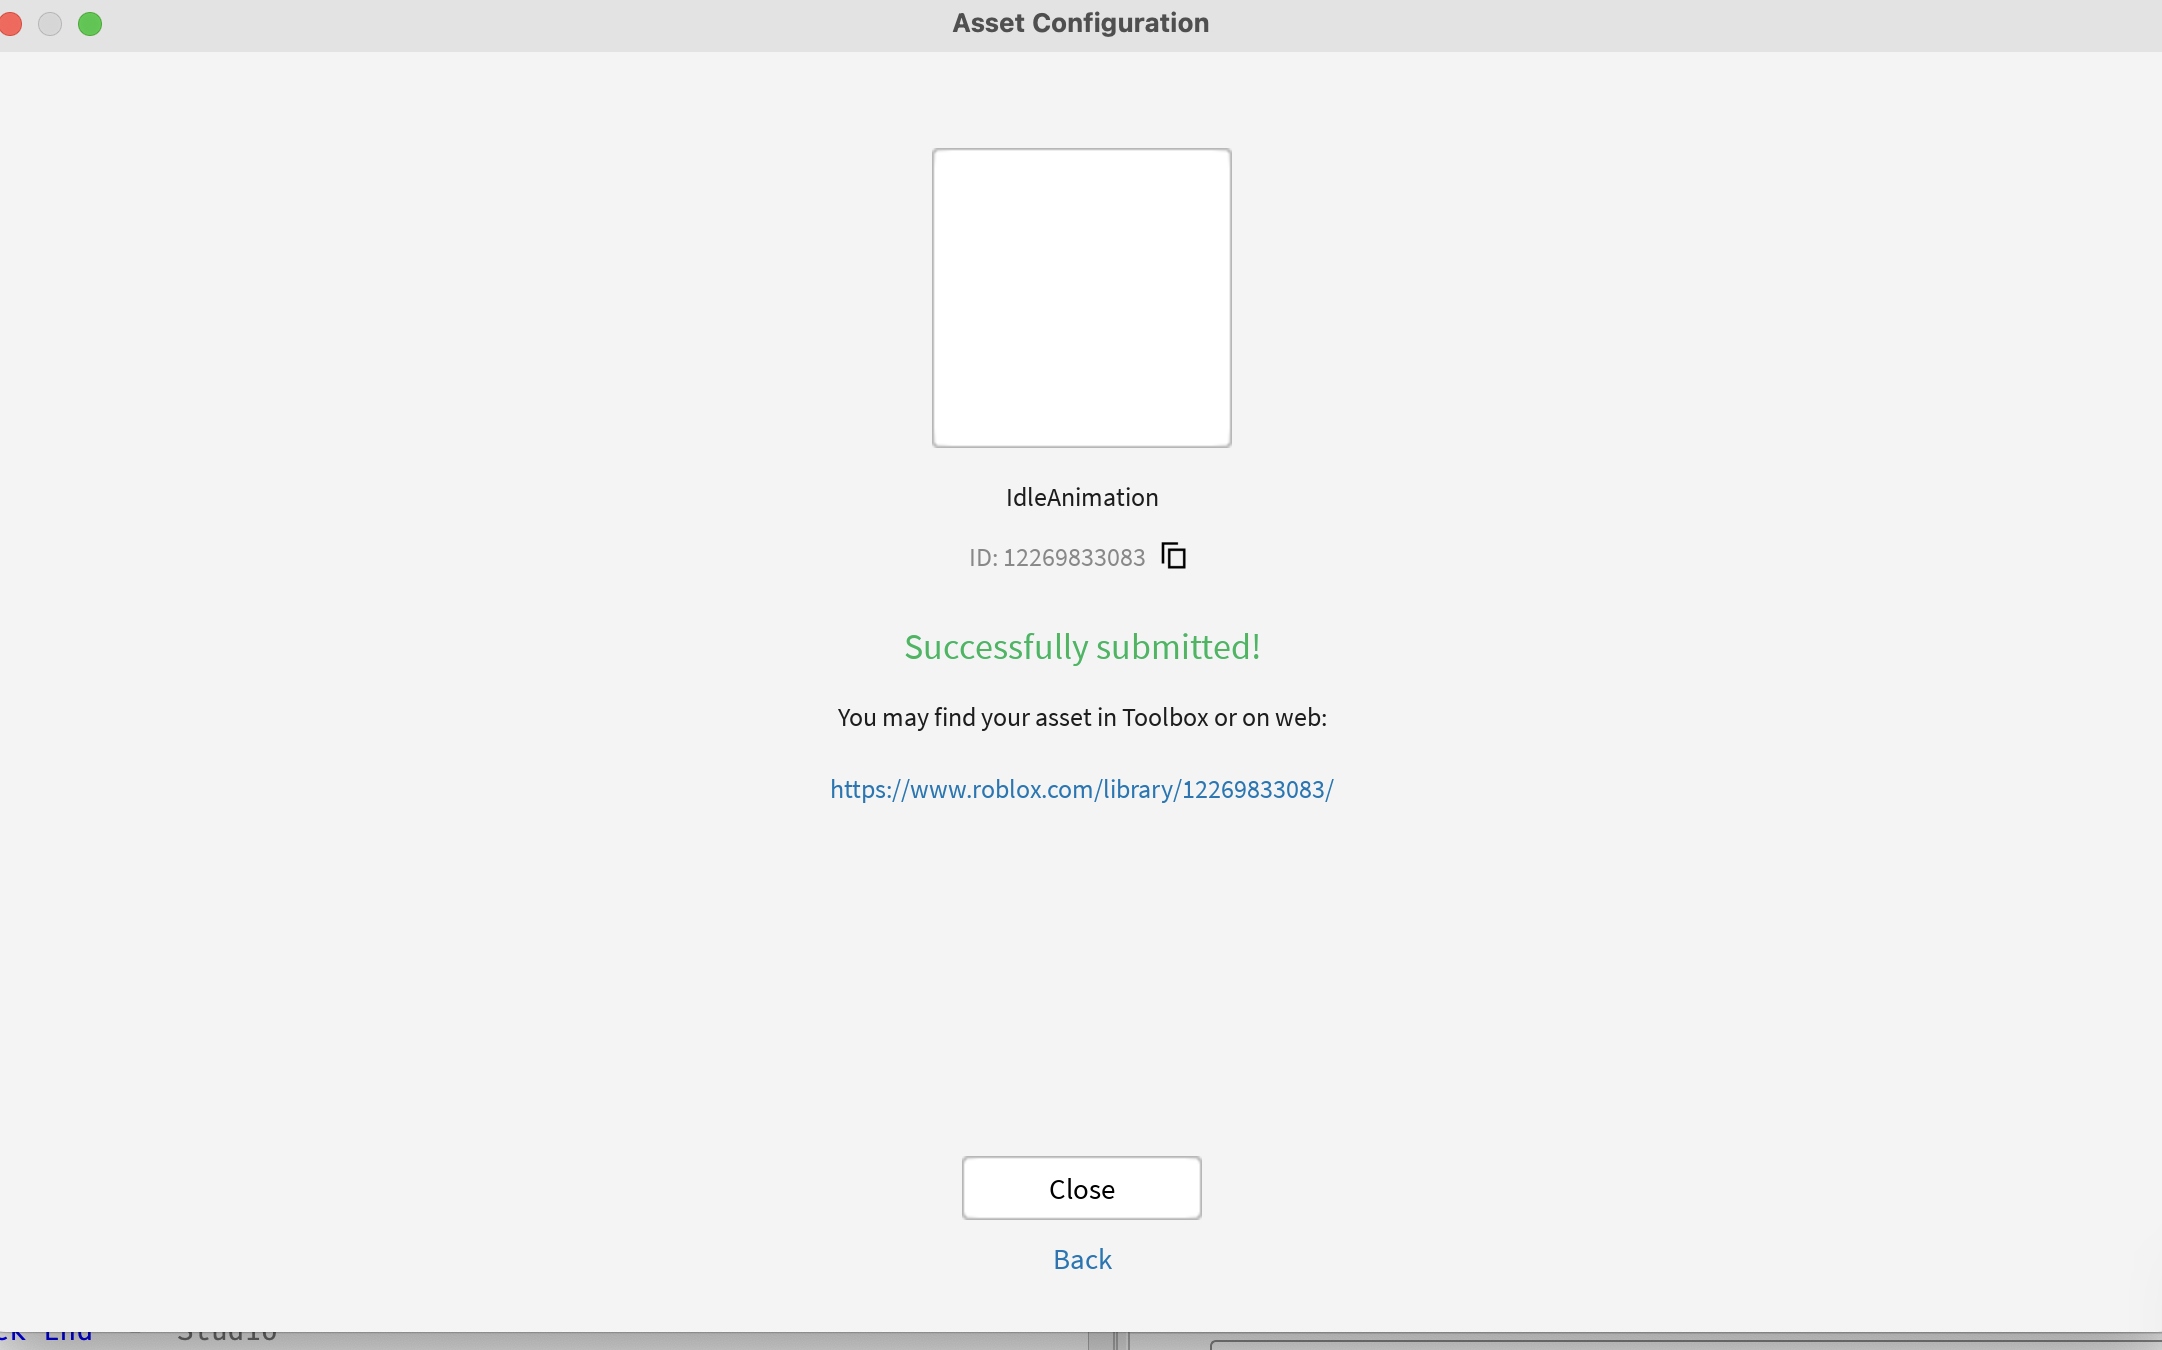 Asset Configuration
IdleAnimation
ID: 12269833083
Successfully submitted!
You may find your asset in Toolbox or on web:
https://www.roblox.com/library/12269833083/
Close
Back
End - Studio